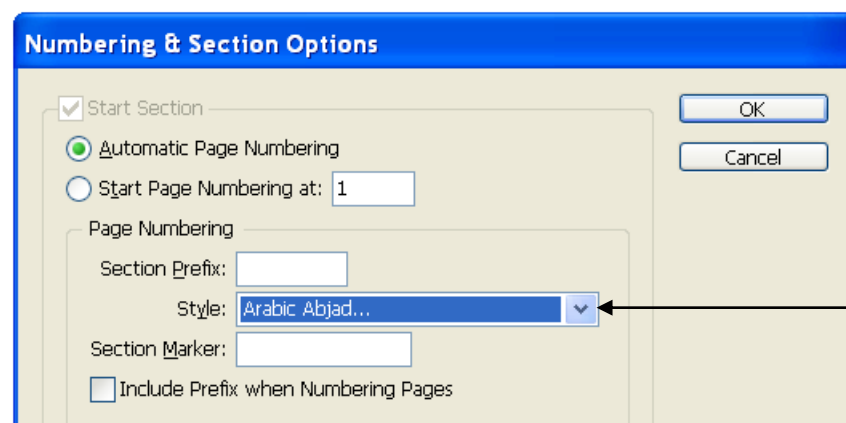 Numbering & Section Options
Start Section
OK
Automatic Page Numbering
Cancel
Start Page Numbering at: 1
Page Numbering
Section Prefix:
Style: Arabic Abjad...
Section Marker:
Include Prefix when Numbering Pages